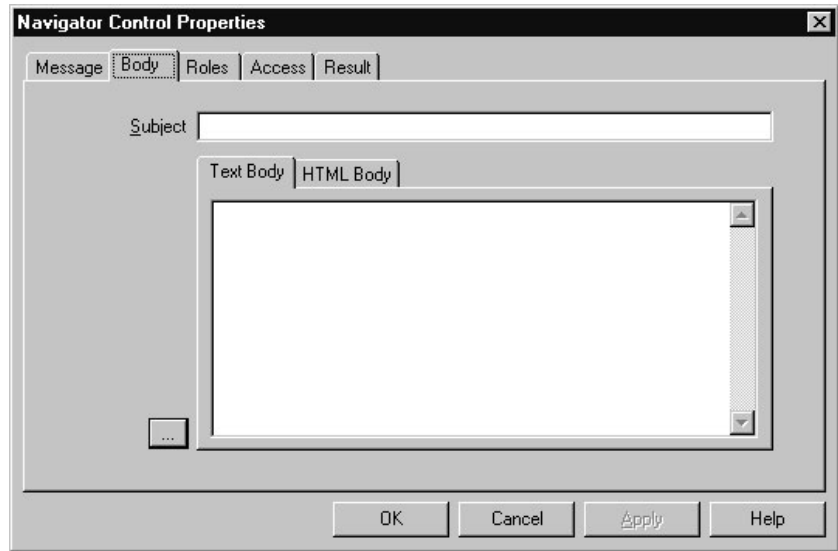 Navigator Control Properties
Message Body Roles Access Result
Subject
Text Body HTML Body
...
OK Cancel Apply Help